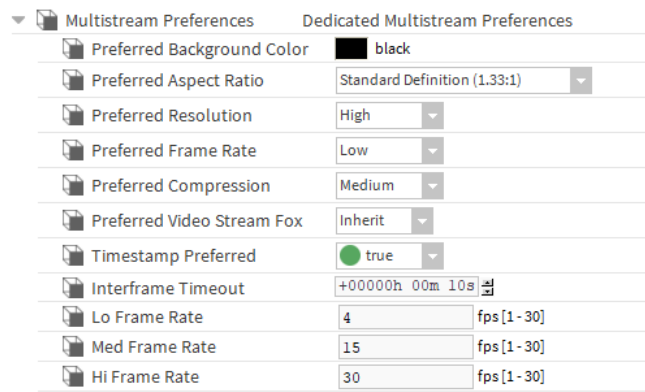 Multistream Preferences Dedicated Multistream Preferences
Preferred Background Color black
Preferred Aspect Ratio Standard Definition (1.33:1)
Preferred Resolution High
Preferred Frame Rate Low
Preferred Compression Medium
Preferred Video Stream Fox Inherit
Timestamp Preferred true
Interframe Timeout +00000h 00m 10s
Lo Frame Rate 4 fps[1-30]
Med Frame Rate 15 fps[1-30]
Hi Frame Rate 30 fps[1-30]